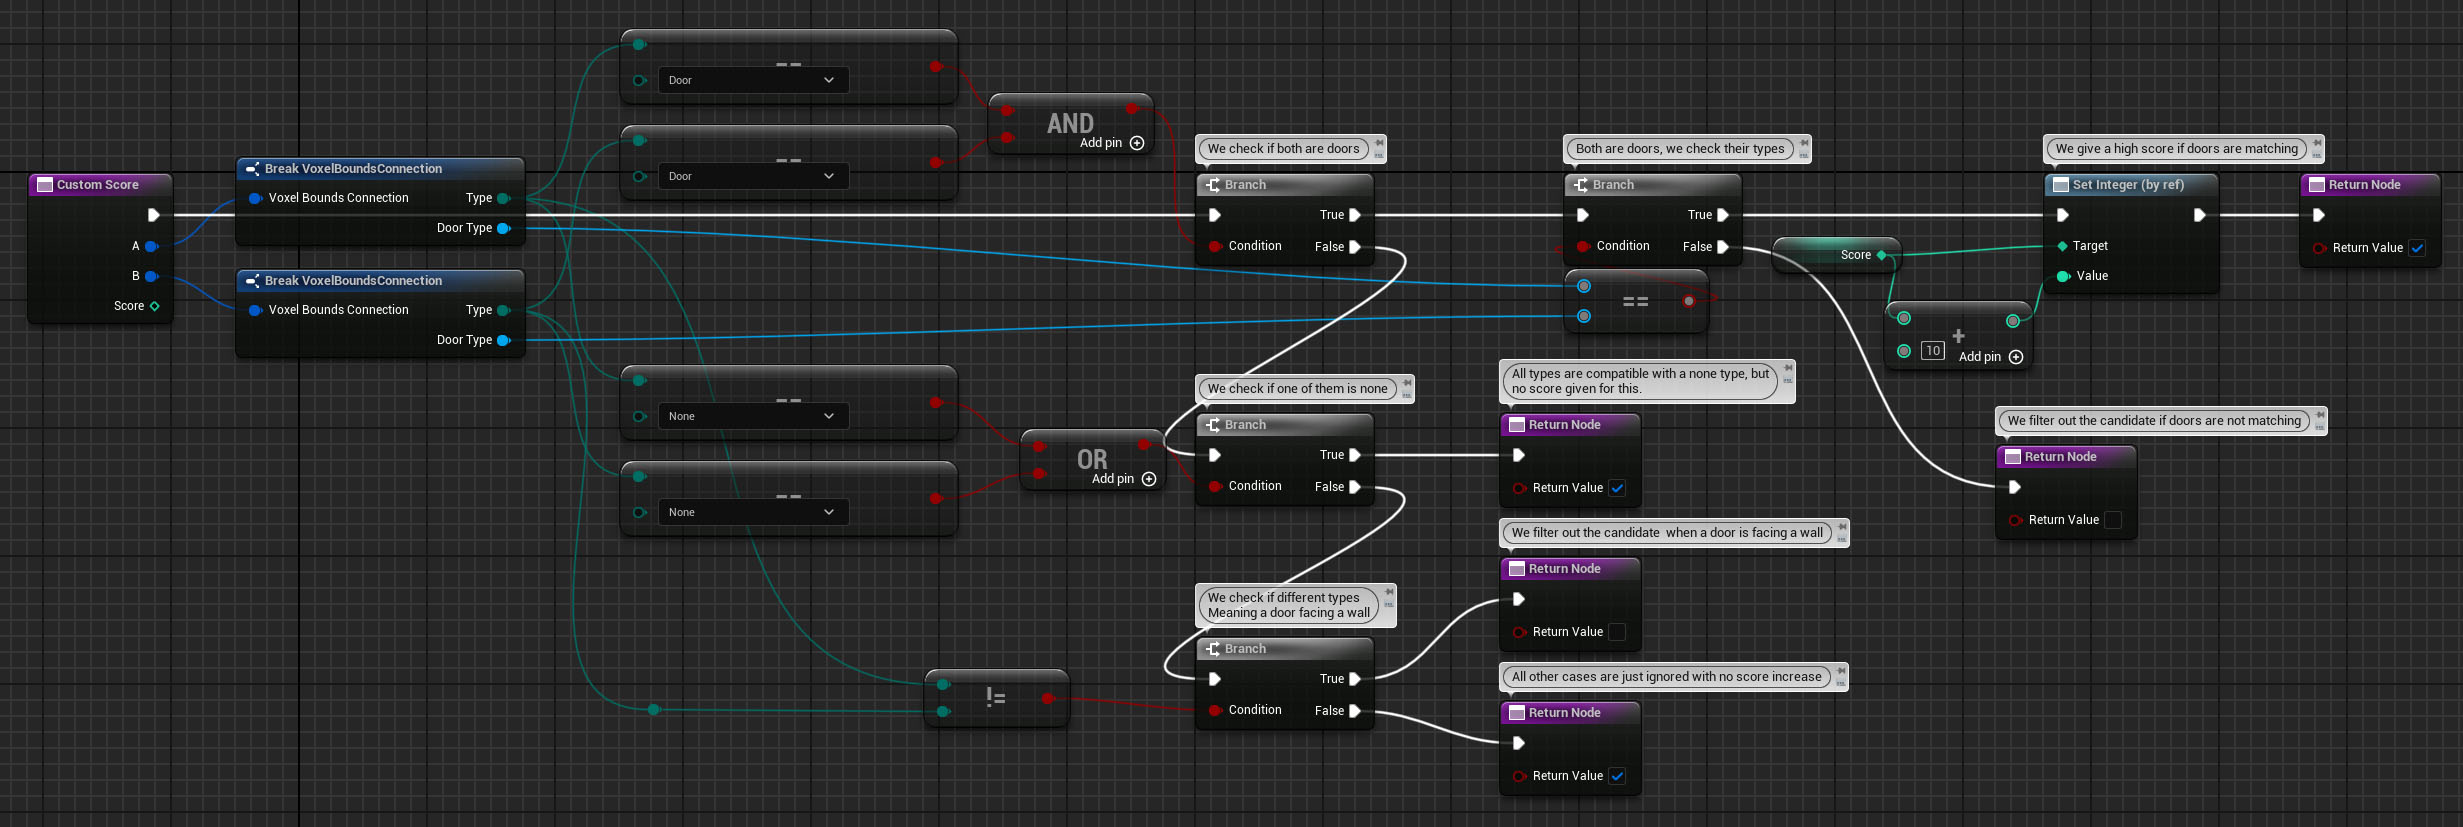 Custom Score
A
B
Score
Break VoxelBoundsConnection
Voxel Bounds Connection
Type
Door Type
Break VoxelBoundsConnection
Voxel Bounds Connection
Type
Door Type
==
Door
==
Door
AND
Add pin
==
None
==
None
OR
Add pin
!=
We check if both are doors
Branch
True
Condition
False
We check if one of them is none
Branch
True
Condition
False
We check if different types
Meaning a door facing a wall
Branch
True
Condition
False
Both are doors, we check their types
Branch
True
Condition
False
==
All types are compatible with a none type, but
no score given for this.
Return Node
Return Value
We filter out the candidate  when a door is facing a wall
Return Node
Return Value
All other cases are just ignored with no score increase
Return Node
Return Value
Score
+
10
Add pin
We give a high score if doors are matching
Set Integer (by ref)
Target
Value
Return Node
Return Value
We filter out the candidate if doors are not matching
Return Node
Return Value